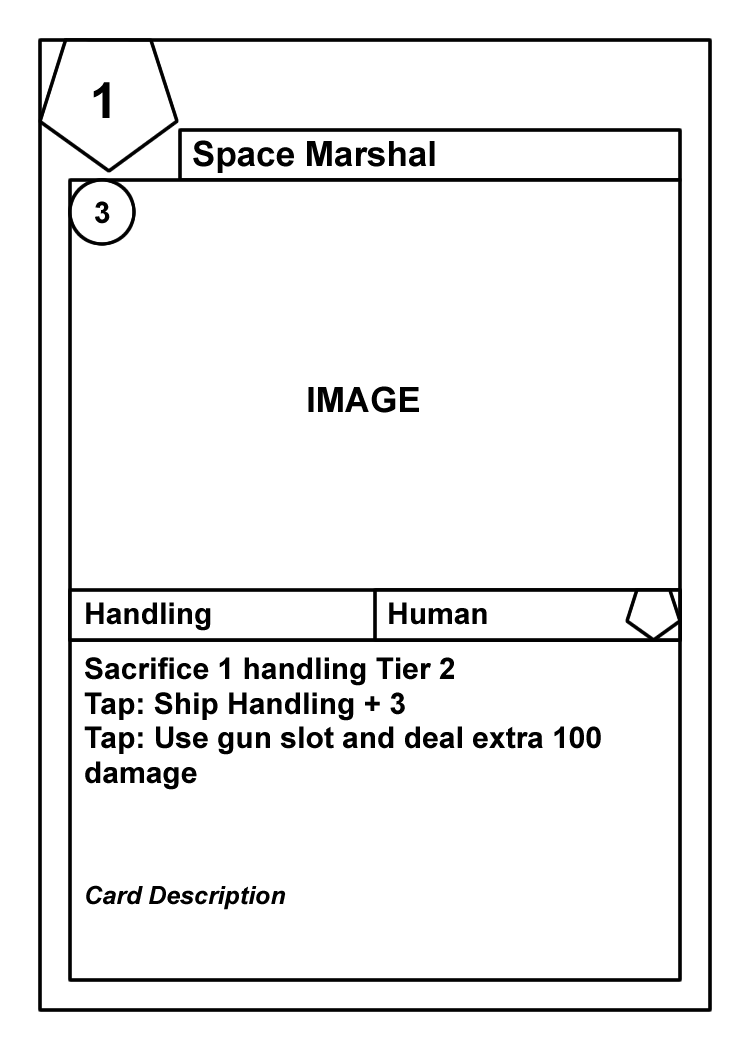 1
Space Marshal
3
IMAGE
Handling
Human
Sacrifice 1 handling Tier 2
Tap: Ship Handling + 3
Tap: Use gun slot and deal extra 100
damage
Card Description